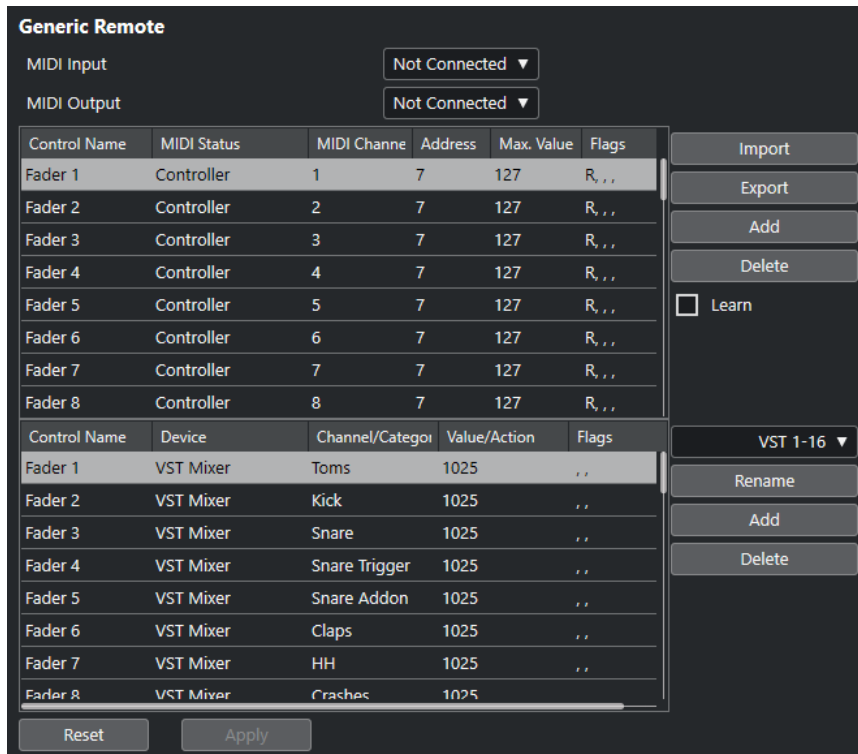 Generic Remote
MIDI Input Not Connected ▼
MIDI Output Not Connected ▼
Control Name MIDI Status MIDI Channe Address Max. Value Flags
Import
Fader 1 Controller 1 7 127 R, , ,
Export
Fader 2 Controller 2 7 127 R, , ,
Add
Fader 3 Controller 3 7 127 R, , ,
Fader 4 Controller 4 7 127 R, , ,
Delete
Fader 5 Controller 5 7 127 R, , ,
Learn
Fader 6 Controller 6 7 127 R, , ,
Fader 7 Controller 7 7 127 R, , ,
Fader 8 Controller 8 7 127 R, , ,
Control Name Device Channel/Categor Value/Action Flags
VST 1-16 ▼
Fader 1 VST Mixer Toms 1025 , ,
Rename
Fader 2 VST Mixer Kick 1025 , ,
Add
Fader 3 VST Mixer Snare 1025 , ,
Fader 4 VST Mixer Snare Trigger 1025 , ,
Delete
Fader 5 VST Mixer Snare Addon 1025 , ,
Fader 6 VST Mixer Claps 1025 , ,
Fader 7 VST Mixer HH 1025 , ,
Fader 8 VST Mixer Crashes 1025
Reset Apply